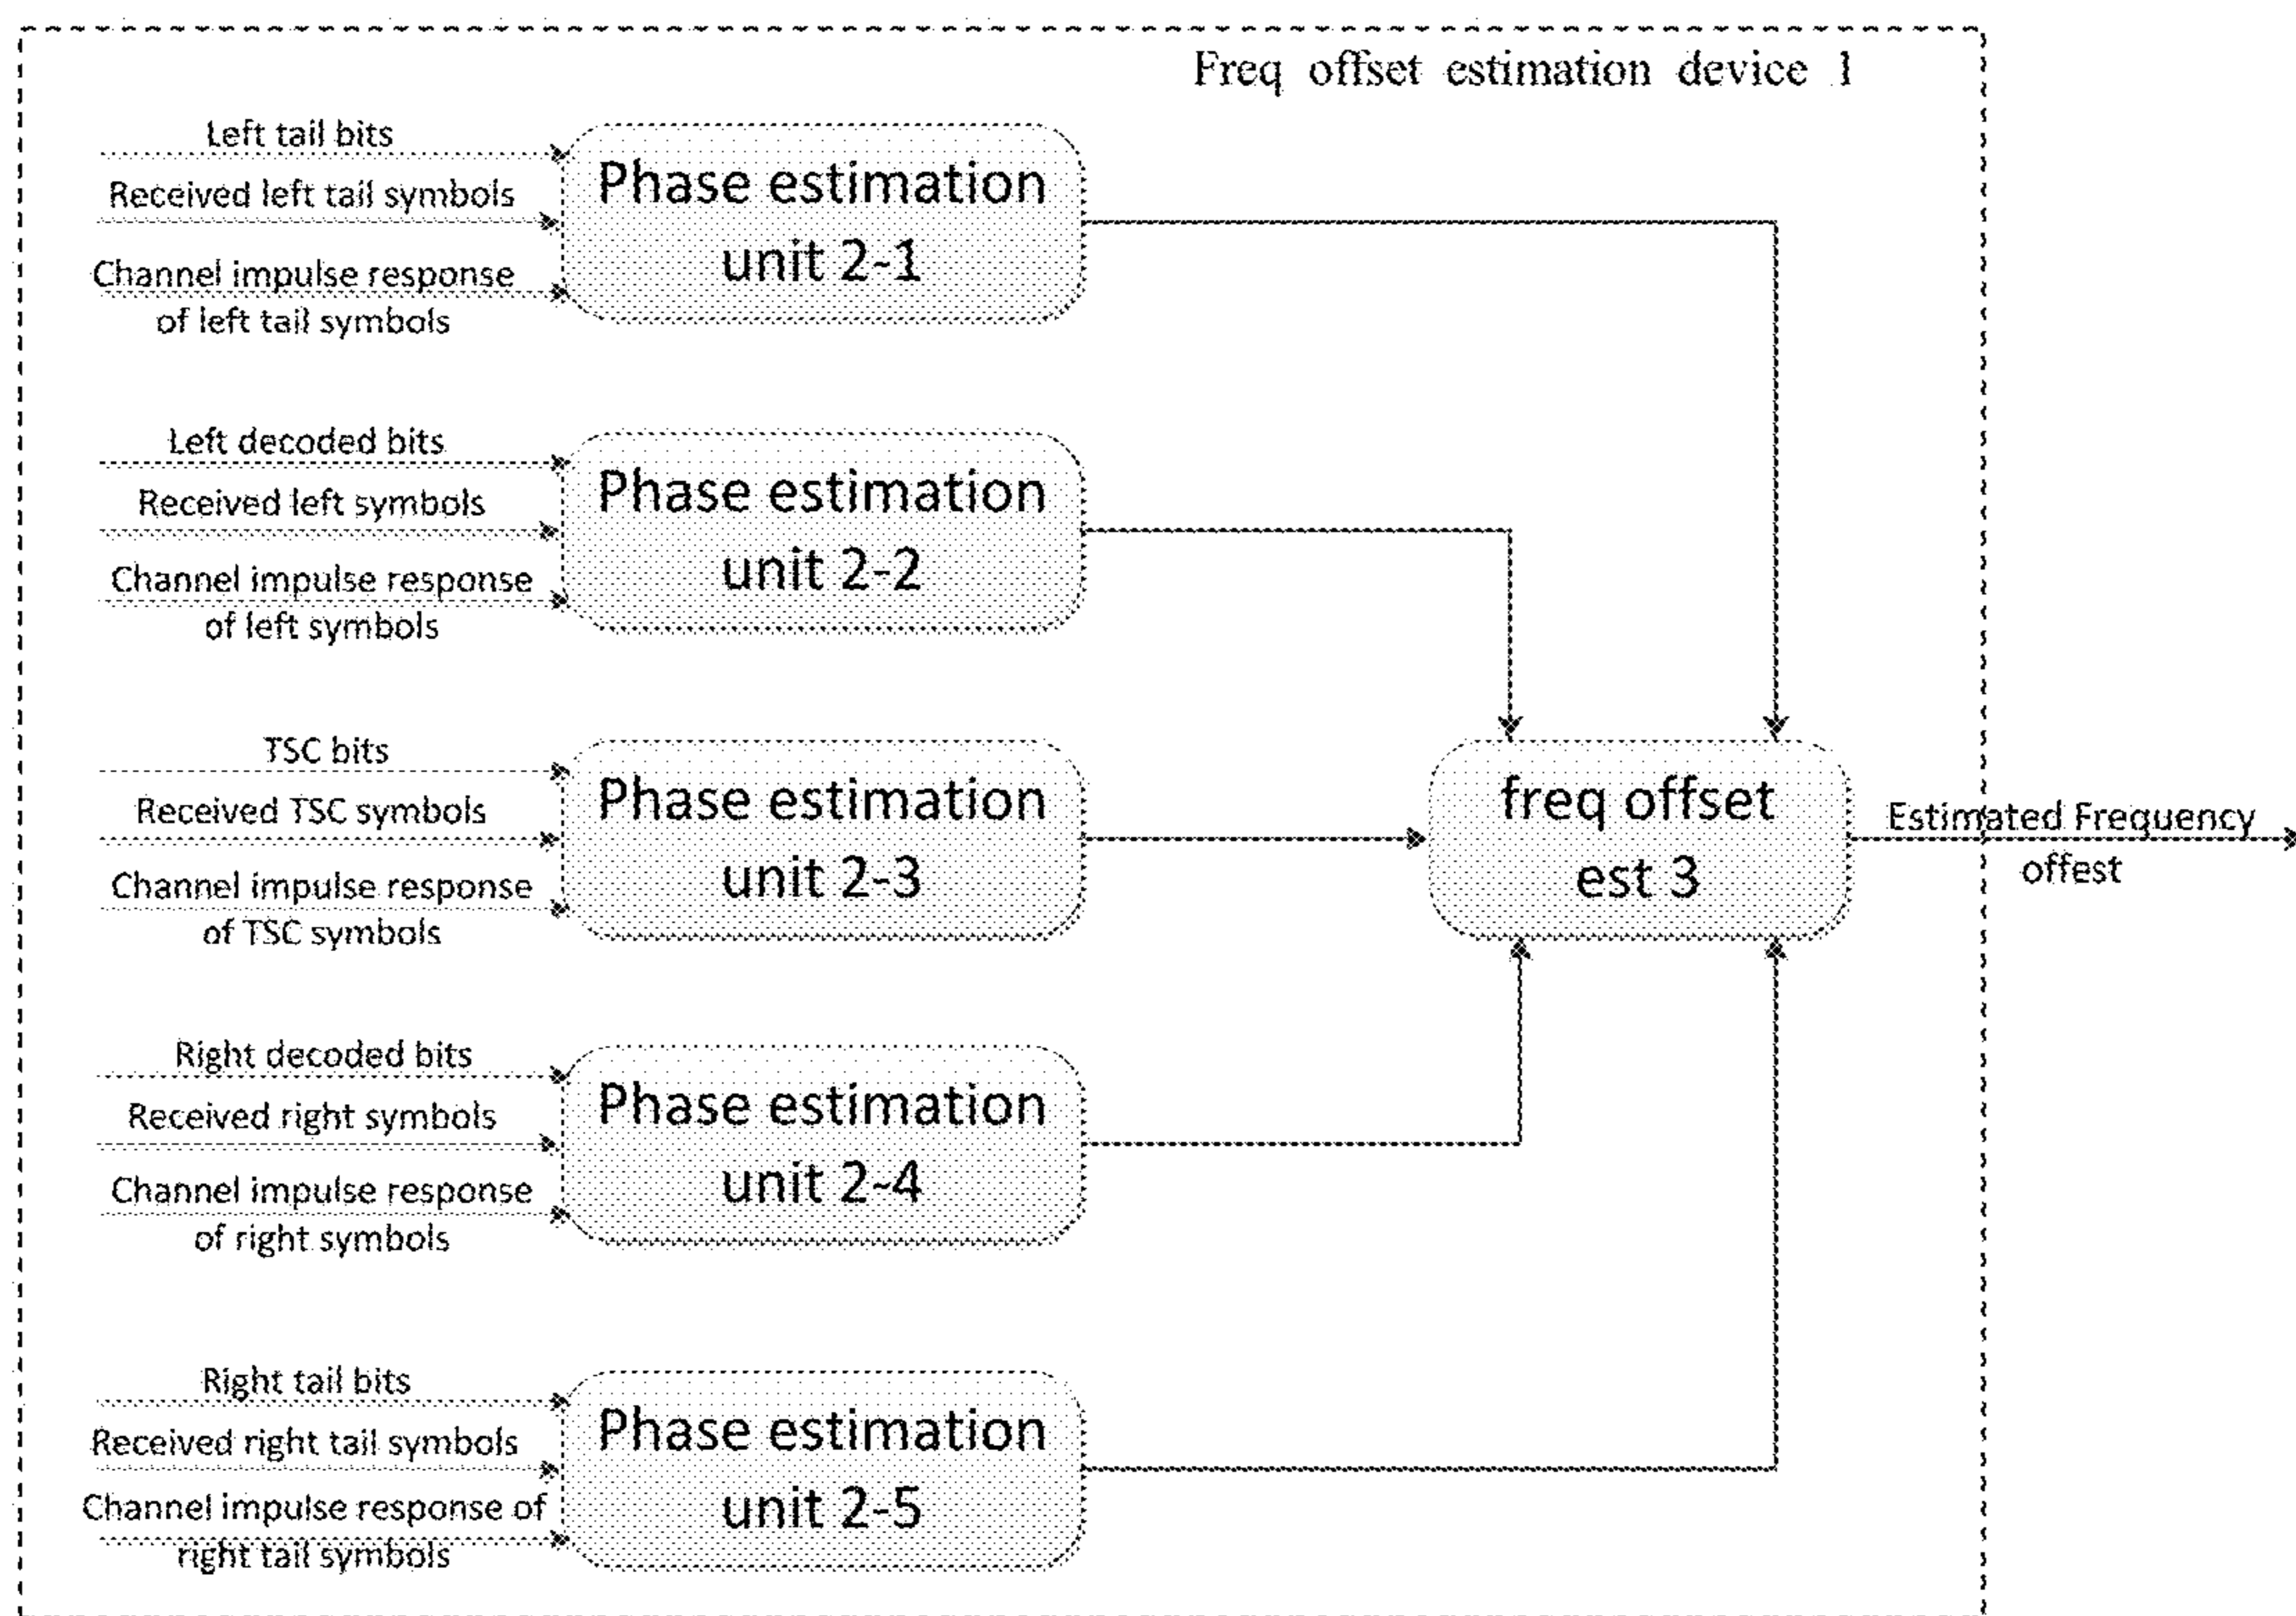 Freq offset estimation device 1
Left tail bits
Received left tail symbols
Channel impulse response
of left tail symbols
Phase estimation
unit 2-1
Left decoded bits
Received left symbols
Channel impulse response
of left symbols
Phase estimation
unit 2-2
TSC bits
Received TSC symbols
Channel impulse response
of TSC symbols
Phase estimation
unit 2-3
freq offset
est 3
Estimated Frequency
offest
Right decoded bits
Received right symbols
Channel impulse response
of right symbols
Phase estimation
unit 2-4
Right tail bits
Received right tail symbols
Channel impulse response of
right tail symbols
Phase estimation
unit 2-5